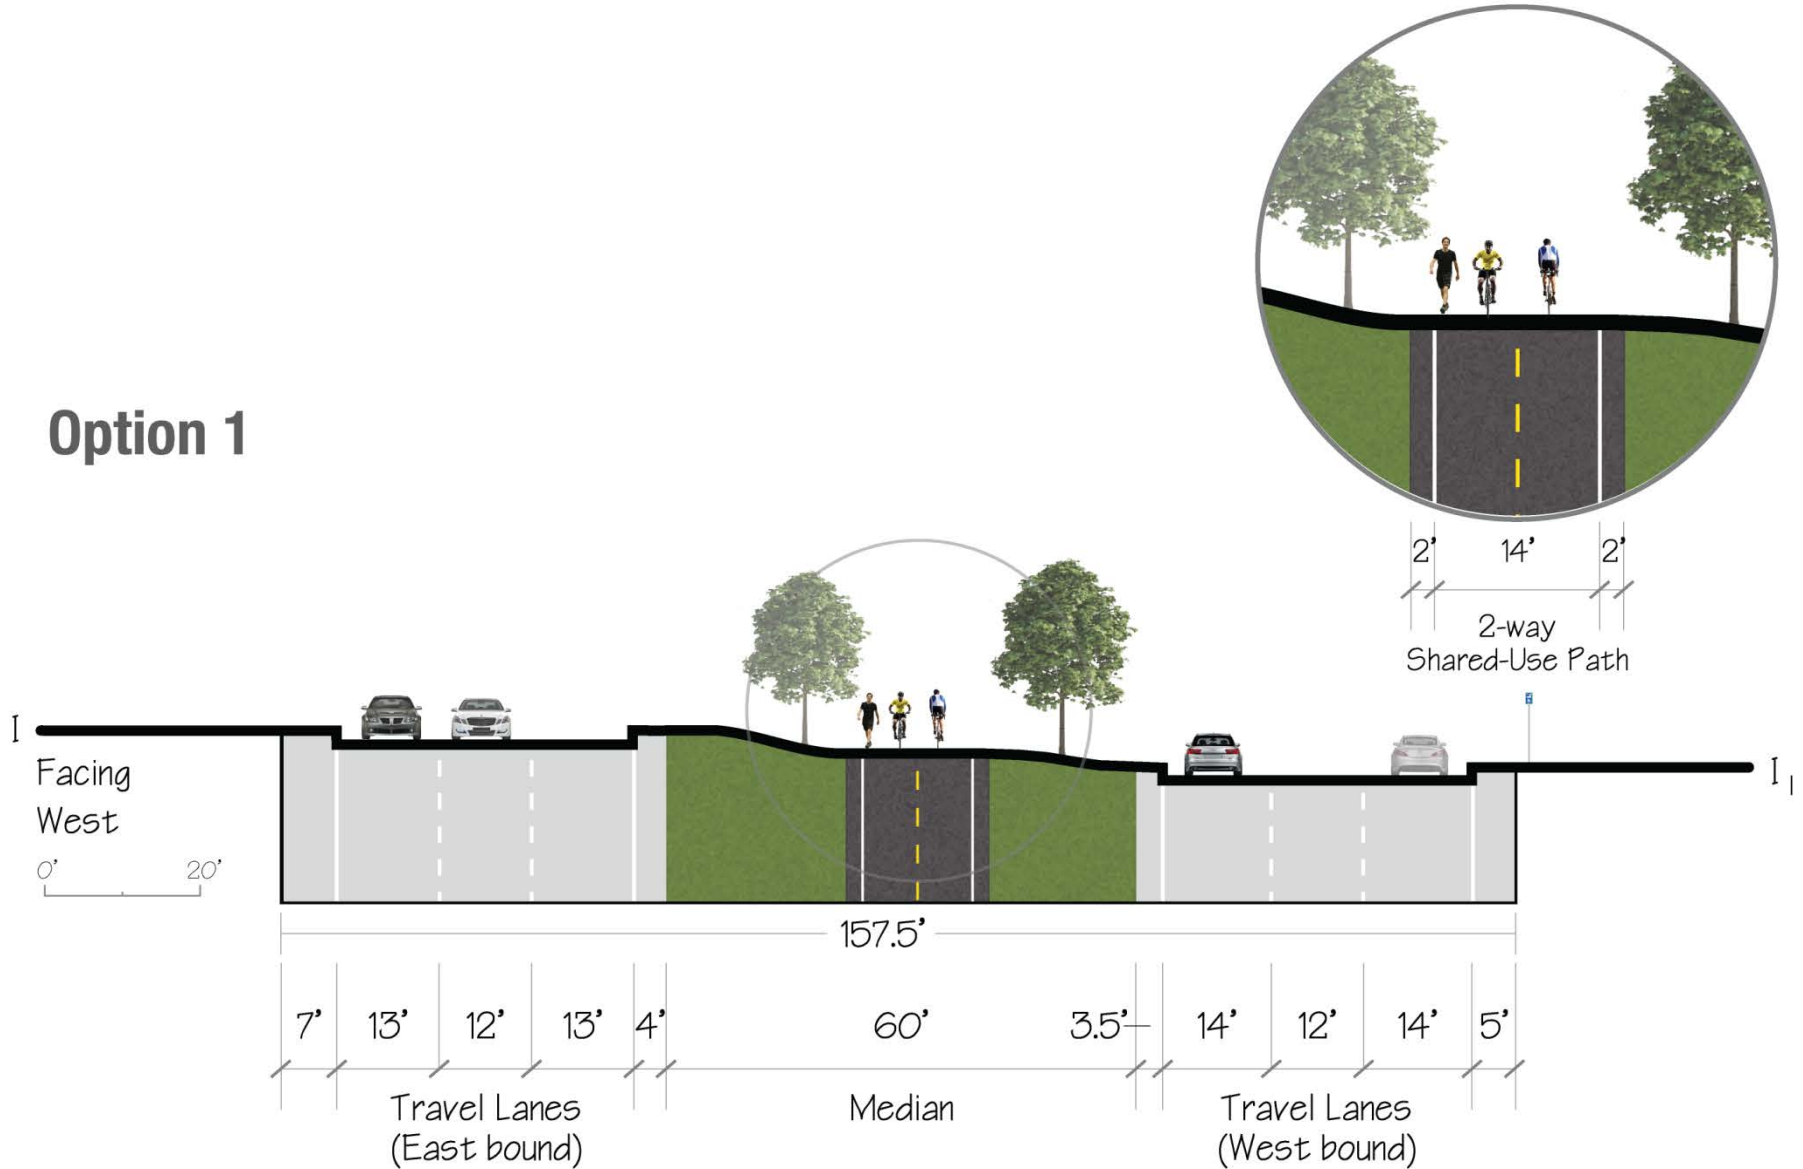 Option 1
2’ 14’ 2’
2-way
Shared-Use Path
I
Facing
West
0’ 20’
I
157.5’
7’ 13’ 12’ 13’ 4’ 60’ 3.5’ 14’ 12’ 14’ 5’
Travel Lanes
(East bound)
Median
Travel Lanes
(West bound)